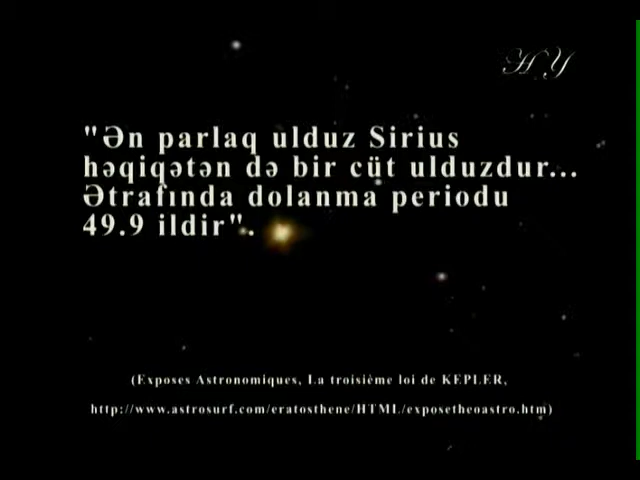 HY
"Ən parlaq ulduz Sirius
həqiqətən də bir cüt ulduzdur...
Ətrafında dolanma periodu
49.9 ildir".
(Exposes Astronomiques, La troisième loi de KEPLER,
http://www.astrosurf.com/eratosthene/HTML/exposetheoastro.htm)